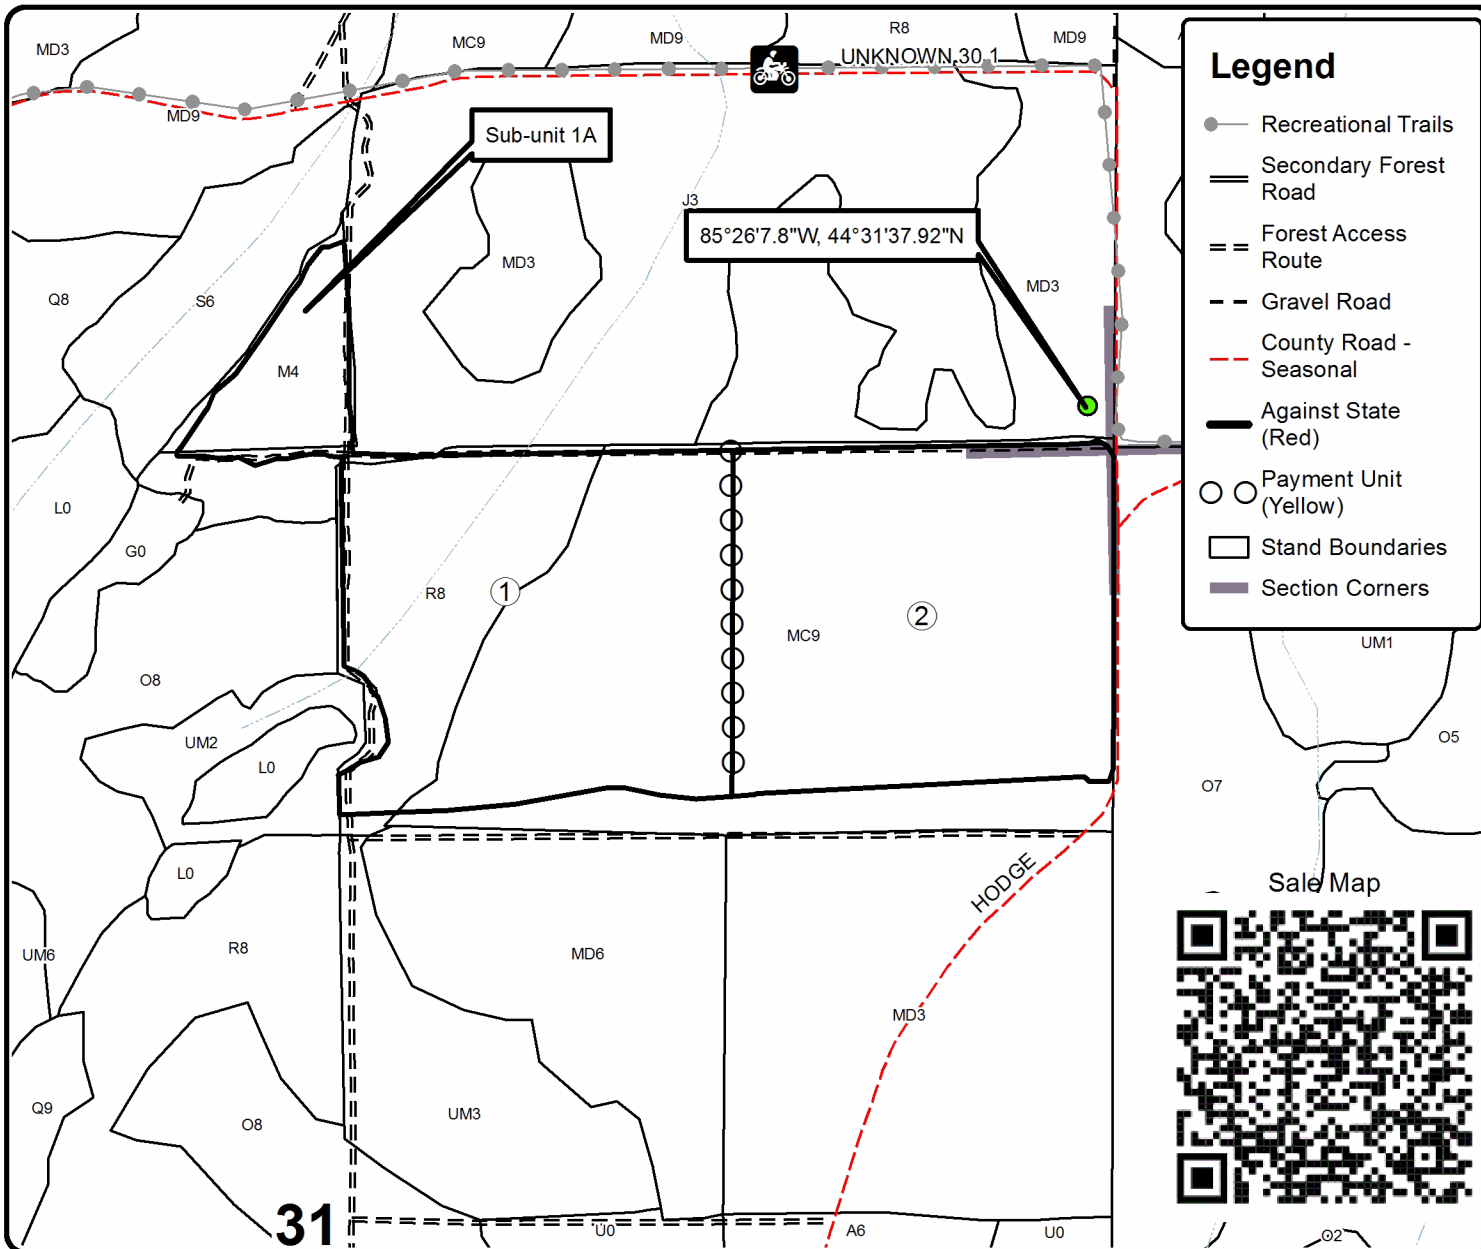 R8
MD3
MC9
MD9
MD9
UNKNOWN 30 1
MD9
Sub-unit 1A
J3
85°26'7.8"W, 44°31'37.92"N
MD3
MD3
Q8
S6
M4
L0
G0
R8
1
2
MC9
O8
UM2
L0
L0
R8
UM6
MD6
HODGE
MD3
Q9
O8
UM3
31
U0
A6
U0
Legend
Recreational Trails
Secondary Forest
Road
Forest Access
Route
Gravel Road
County Road -
Seasonal
Against State
(Red)
Payment Unit
(Yellow)
Stand Boundaries
Section Corners
UM1
O5
O7
Sale Map
O2